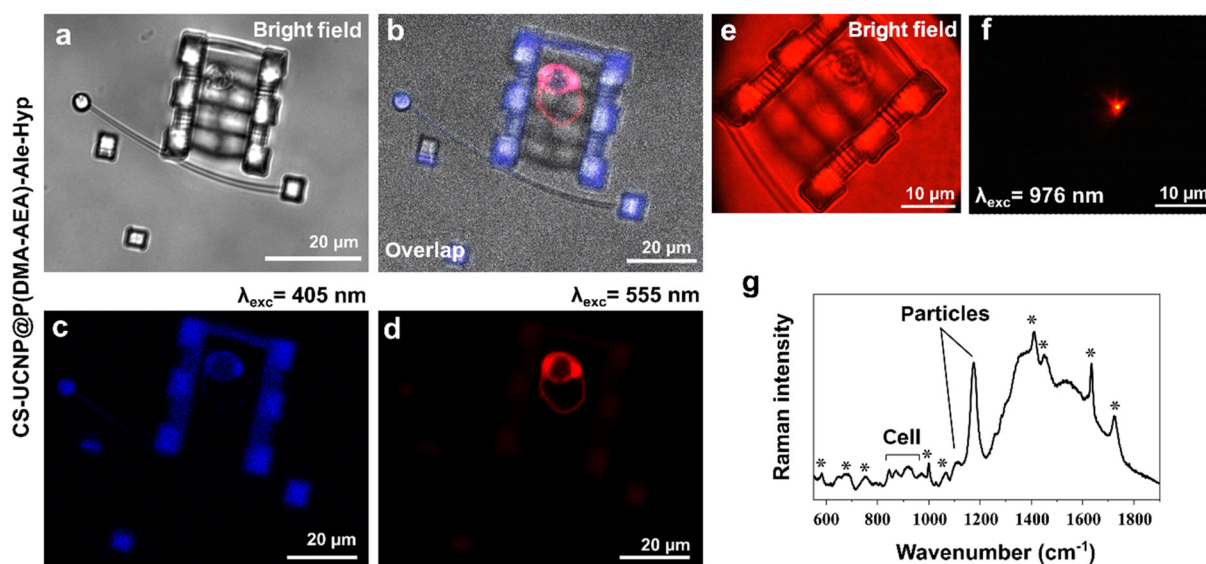 CS-UCNP@P(DMA-AEA)-Ale-Hyp
a
Bright field
20 µm
b
Overlap
20 µm
λexc= 405 nm
c
20 µm
λexc= 555 nm
d
20 µm
e
Bright field
10 µm
f
λexc= 976 nm
10 µm
g
Raman intensity
Particles
Cell
* * * * * * * * *
600 800 1000 1200 1400 1600 1800
Wavenumber (cm-1)